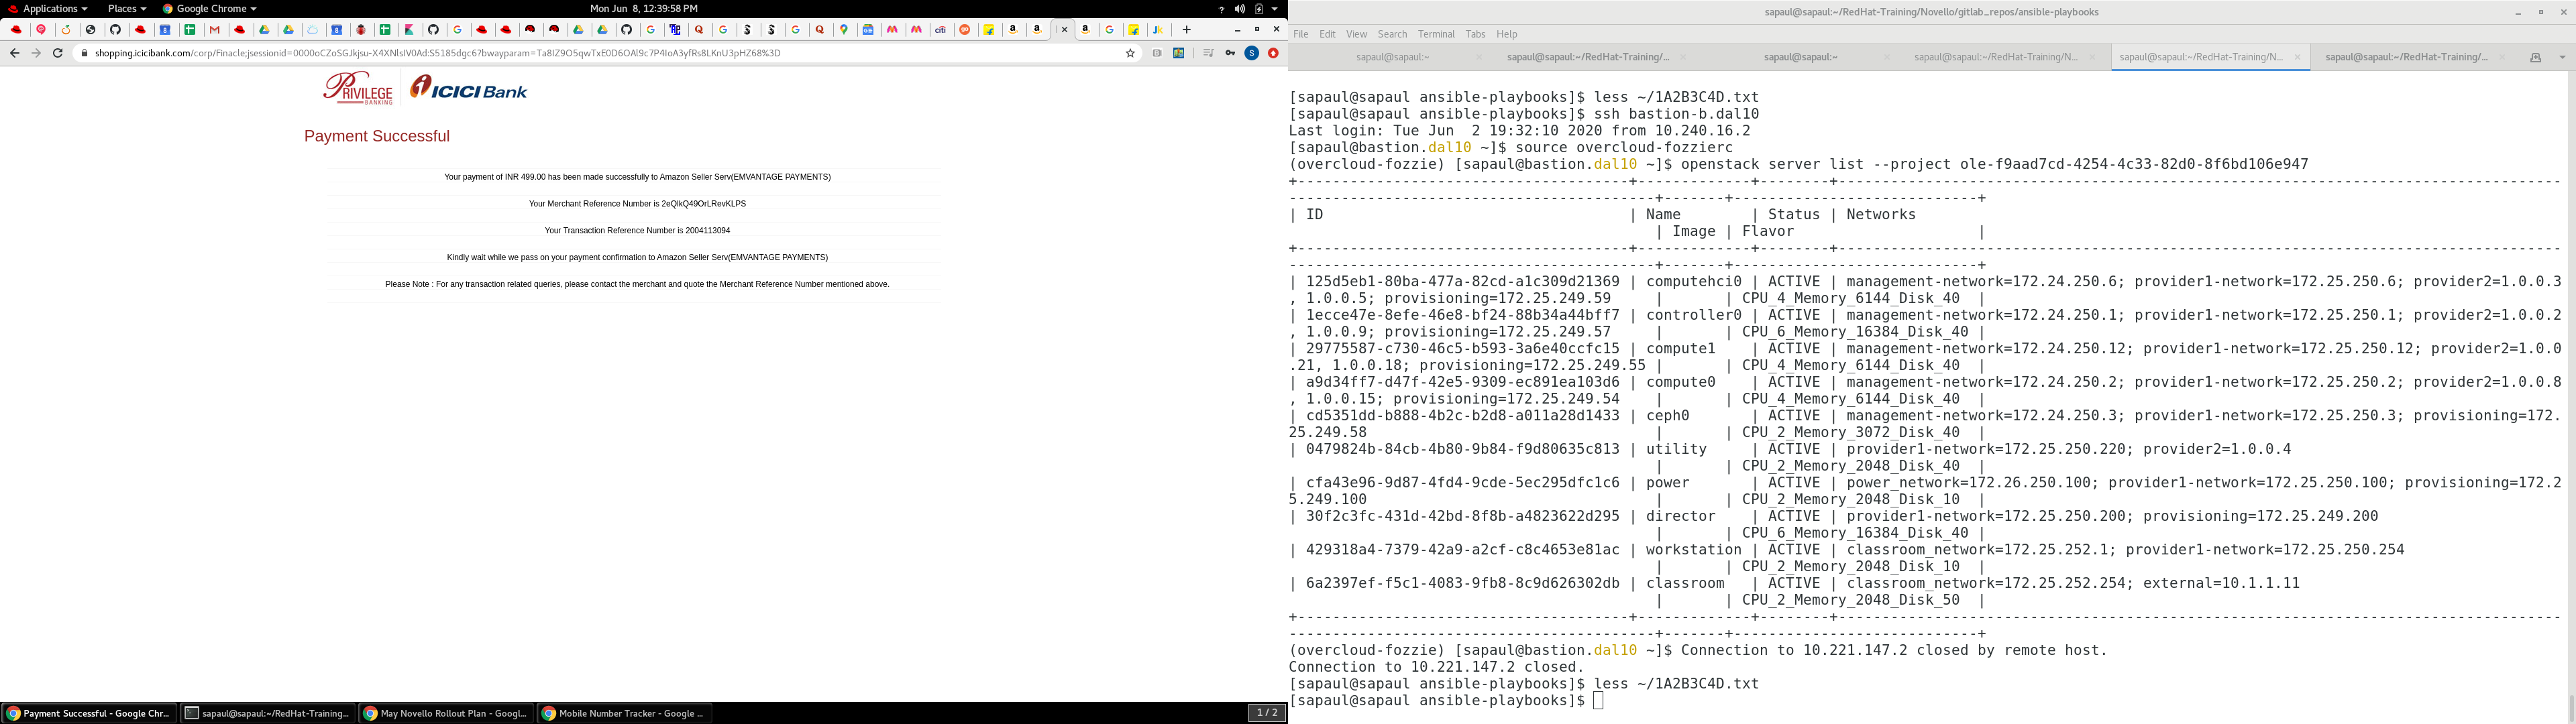 Applications Places Google Chrome Mon Jun 8, 12:39:58 PM
shopping.icicibank.com/corp/Finacle;jsessionid=0000oCZoSGJkjsu-X4XNlsIV0Ad:S5185dgc6?bwayparam=Ta8IZ9O5qwTxE0D6OAl9c7P4IoA3yfRs8LKnU3pHZ68%3D
PRIVILEGE BANKING ICICI Bank
Payment Successful
Your payment of INR 499.00 has been made successfully to Amazon Seller Serv(EMVANTAGE PAYMENTS)
Your Merchant Reference Number is 2eQlkQ49OrLRevKLPS
Your Transaction Reference Number is 2004113094
Kindly wait while we pass on your payment confirmation to Amazon Seller Serv(EMVANTAGE PAYMENTS)
Please Note : For any transaction related queries, please contact the merchant and quote the Merchant Reference Number mentioned above.
Payment Successful - Google Chr... sapaul@sapaul:~/RedHat-Training... May Novello Rollout Plan - Googl... Mobile Number Tracker - Google ... 1 / 2
sapaul@sapaul:~/RedHat-Training/Novello/gitlab_repos/ansible-playbooks
File Edit View Search Terminal Tabs Help
sapaul@sapaul:~ sapaul@sapaul:~/RedHat-Training/... sapaul@sapaul:~ sapaul@sapaul:~/RedHat-Training/N... sapaul@sapaul:~/RedHat-Training/N... sapaul@sapaul:~/RedHat-Training/...
[sapaul@sapaul ansible-playbooks]$ less ~/1A2B3C4D.txt
[sapaul@sapaul ansible-playbooks]$ ssh bastion-b.dal10
Last login: Tue Jun  2 19:32:10 2020 from 10.240.16.2
[sapaul@bastion.dal10 ~]$ source overcloud-fozzierc
(overcloud-fozzie) [sapaul@bastion.dal10 ~]$ openstack server list --project ole-f9aad7cd-4254-4c33-82d0-8f6bd106e947
| ID | Name | Status | Networks
| Image | Flavor |
| 125d5eb1-80ba-477a-82cd-a1c309d21369 | computehci0 | ACTIVE | management-network=172.24.250.6; provider1-network=172.25.250.6; provider2=1.0.0.3
, 1.0.0.5; provisioning=172.25.249.59 | | CPU_4_Memory_6144_Disk_40 |
| 1ecce47e-8efe-46e8-bf24-88b34a44bff7 | controller0 | ACTIVE | management-network=172.24.250.1; provider1-network=172.25.250.1; provider2=1.0.0.2
, 1.0.0.9; provisioning=172.25.249.57 | | CPU_6_Memory_16384_Disk_40 |
| 29775587-c730-46c5-b593-3a6e40ccfc15 | compute1 | ACTIVE | management-network=172.24.250.12; provider1-network=172.25.250.12; provider2=1.0.0
.21, 1.0.0.18; provisioning=172.25.249.55 | | CPU_4_Memory_6144_Disk_40 |
| a9d34ff7-d47f-42e5-9309-ec891ea103d6 | compute0 | ACTIVE | management-network=172.24.250.2; provider1-network=172.25.250.2; provider2=1.0.0.8
, 1.0.0.15; provisioning=172.25.249.54 | | CPU_4_Memory_6144_Disk_40 |
| cd5351dd-b888-4b2c-b2d8-a011a28d1433 | ceph0 | ACTIVE | management-network=172.24.250.3; provider1-network=172.25.250.3; provisioning=172.
25.249.58 | | CPU_2_Memory_3072_Disk_40 |
| 0479824b-84cb-4b80-9b84-f9d80635c813 | utility | ACTIVE | provider1-network=172.25.250.220; provider2=1.0.0.4
| | CPU_2_Memory_2048_Disk_40 |
| cfa43e96-9d87-4fd4-9cde-5ec295dfc1c6 | power | ACTIVE | power_network=172.26.250.100; provider1-network=172.25.250.100; provisioning=172.2
5.249.100 | | CPU_2_Memory_2048_Disk_10 |
| 30f2c3fc-431d-42bd-8f8b-a4823622d295 | director | ACTIVE | provider1-network=172.25.250.200; provisioning=172.25.249.200
| | CPU_6_Memory_16384_Disk_40 |
| 429318a4-7379-42a9-a2cf-c8c4653e81ac | workstation | ACTIVE | classroom_network=172.25.252.1; provider1-network=172.25.250.254
| | CPU_2_Memory_2048_Disk_10 |
| 6a2397ef-f5c1-4083-9fb8-8c9d626302db | classroom | ACTIVE | classroom_network=172.25.252.254; external=10.1.1.11
| | CPU_2_Memory_2048_Disk_50 |
(overcloud-fozzie) [sapaul@bastion.dal10 ~]$ Connection to 10.221.147.2 closed by remote host.
Connection to 10.221.147.2 closed.
[sapaul@sapaul ansible-playbooks]$ less ~/1A2B3C4D.txt
[sapaul@sapaul ansible-playbooks]$